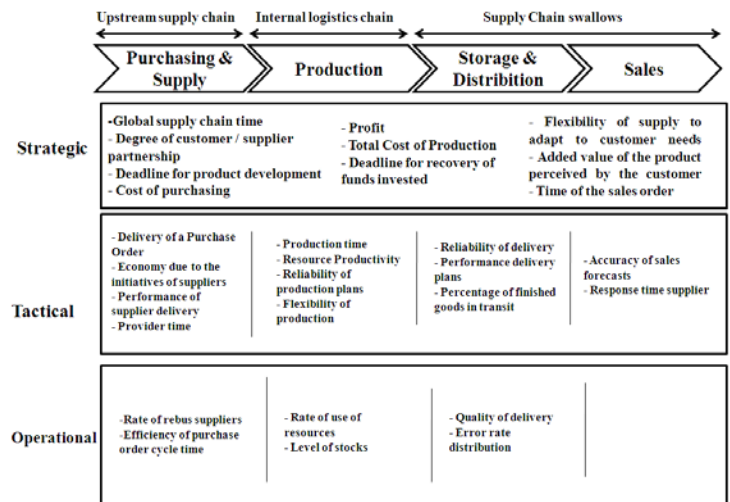 Upstream supply chain
Internal logistics chain
Supply Chain swallows
Purchasing &
Supply
Production
Storage &
Distribition
Sales
Strategic
-Global supply chain time
- Degree of customer / supplier
partnership
- Deadline for product development
- Cost of purchasing
- Profit
- Total Cost of Production
- Deadline for recovery of
funds invested
- Flexibility of supply to
adapt to customer needs
- Added value of the product
perceived by the customer
- Time of the sales order
Tactical
- Delivery of a Purchase
Order
- Economy due to the
initiatives of suppliers
- Performance of
supplier delivery
- Provider time
- Production time
- Resource Productivity
- Reliability of
production plans
- Flexibility of
production
- Reliability of delivery
- Performance delivery
plans
- Percentage of finished
goods in transit
- Accuracy of sales
forecasts
- Response time supplier
Operational
-Rate of rebus suppliers
-Efficiency of purchase
order cycle time
- Rate of use of
resources
- Level of stocks
- Quality of delivery
- Error rate
distribution